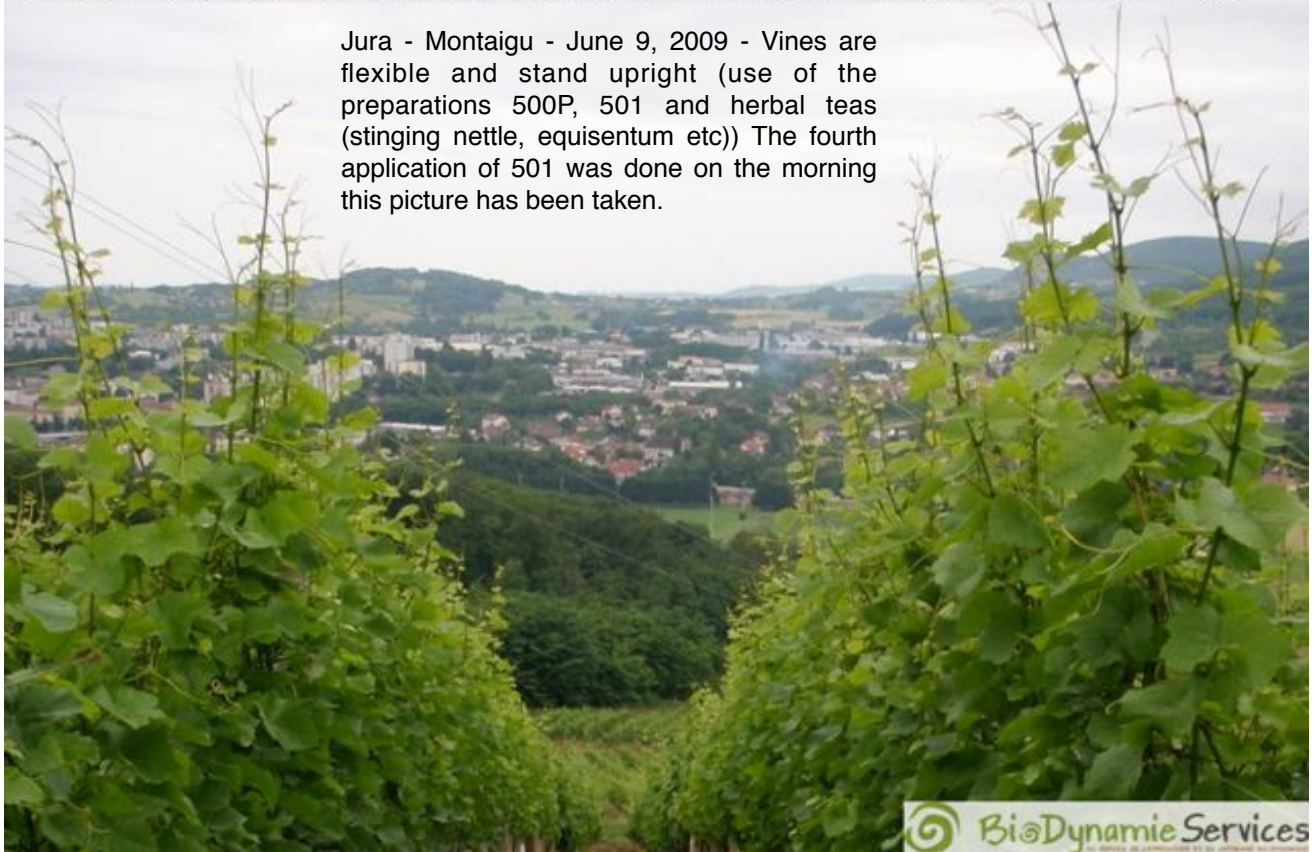 Jura - Montaigu - June 9, 2009 - Vines are
flexible and stand upright (use of the
preparations 500P, 501 and herbal teas
(stinging nettle, equisentum etc)) The fourth
application of 501 was done on the morning
this picture has been taken.
BioDynamie Services